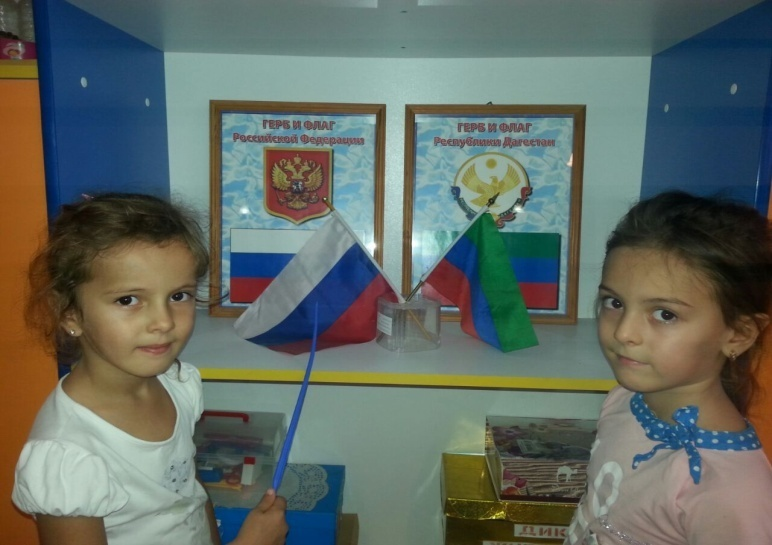 ГЕРБ И ФЛАГ
Российской Федерации
ГЕРБ И ФЛАГ
Республики Дагестан